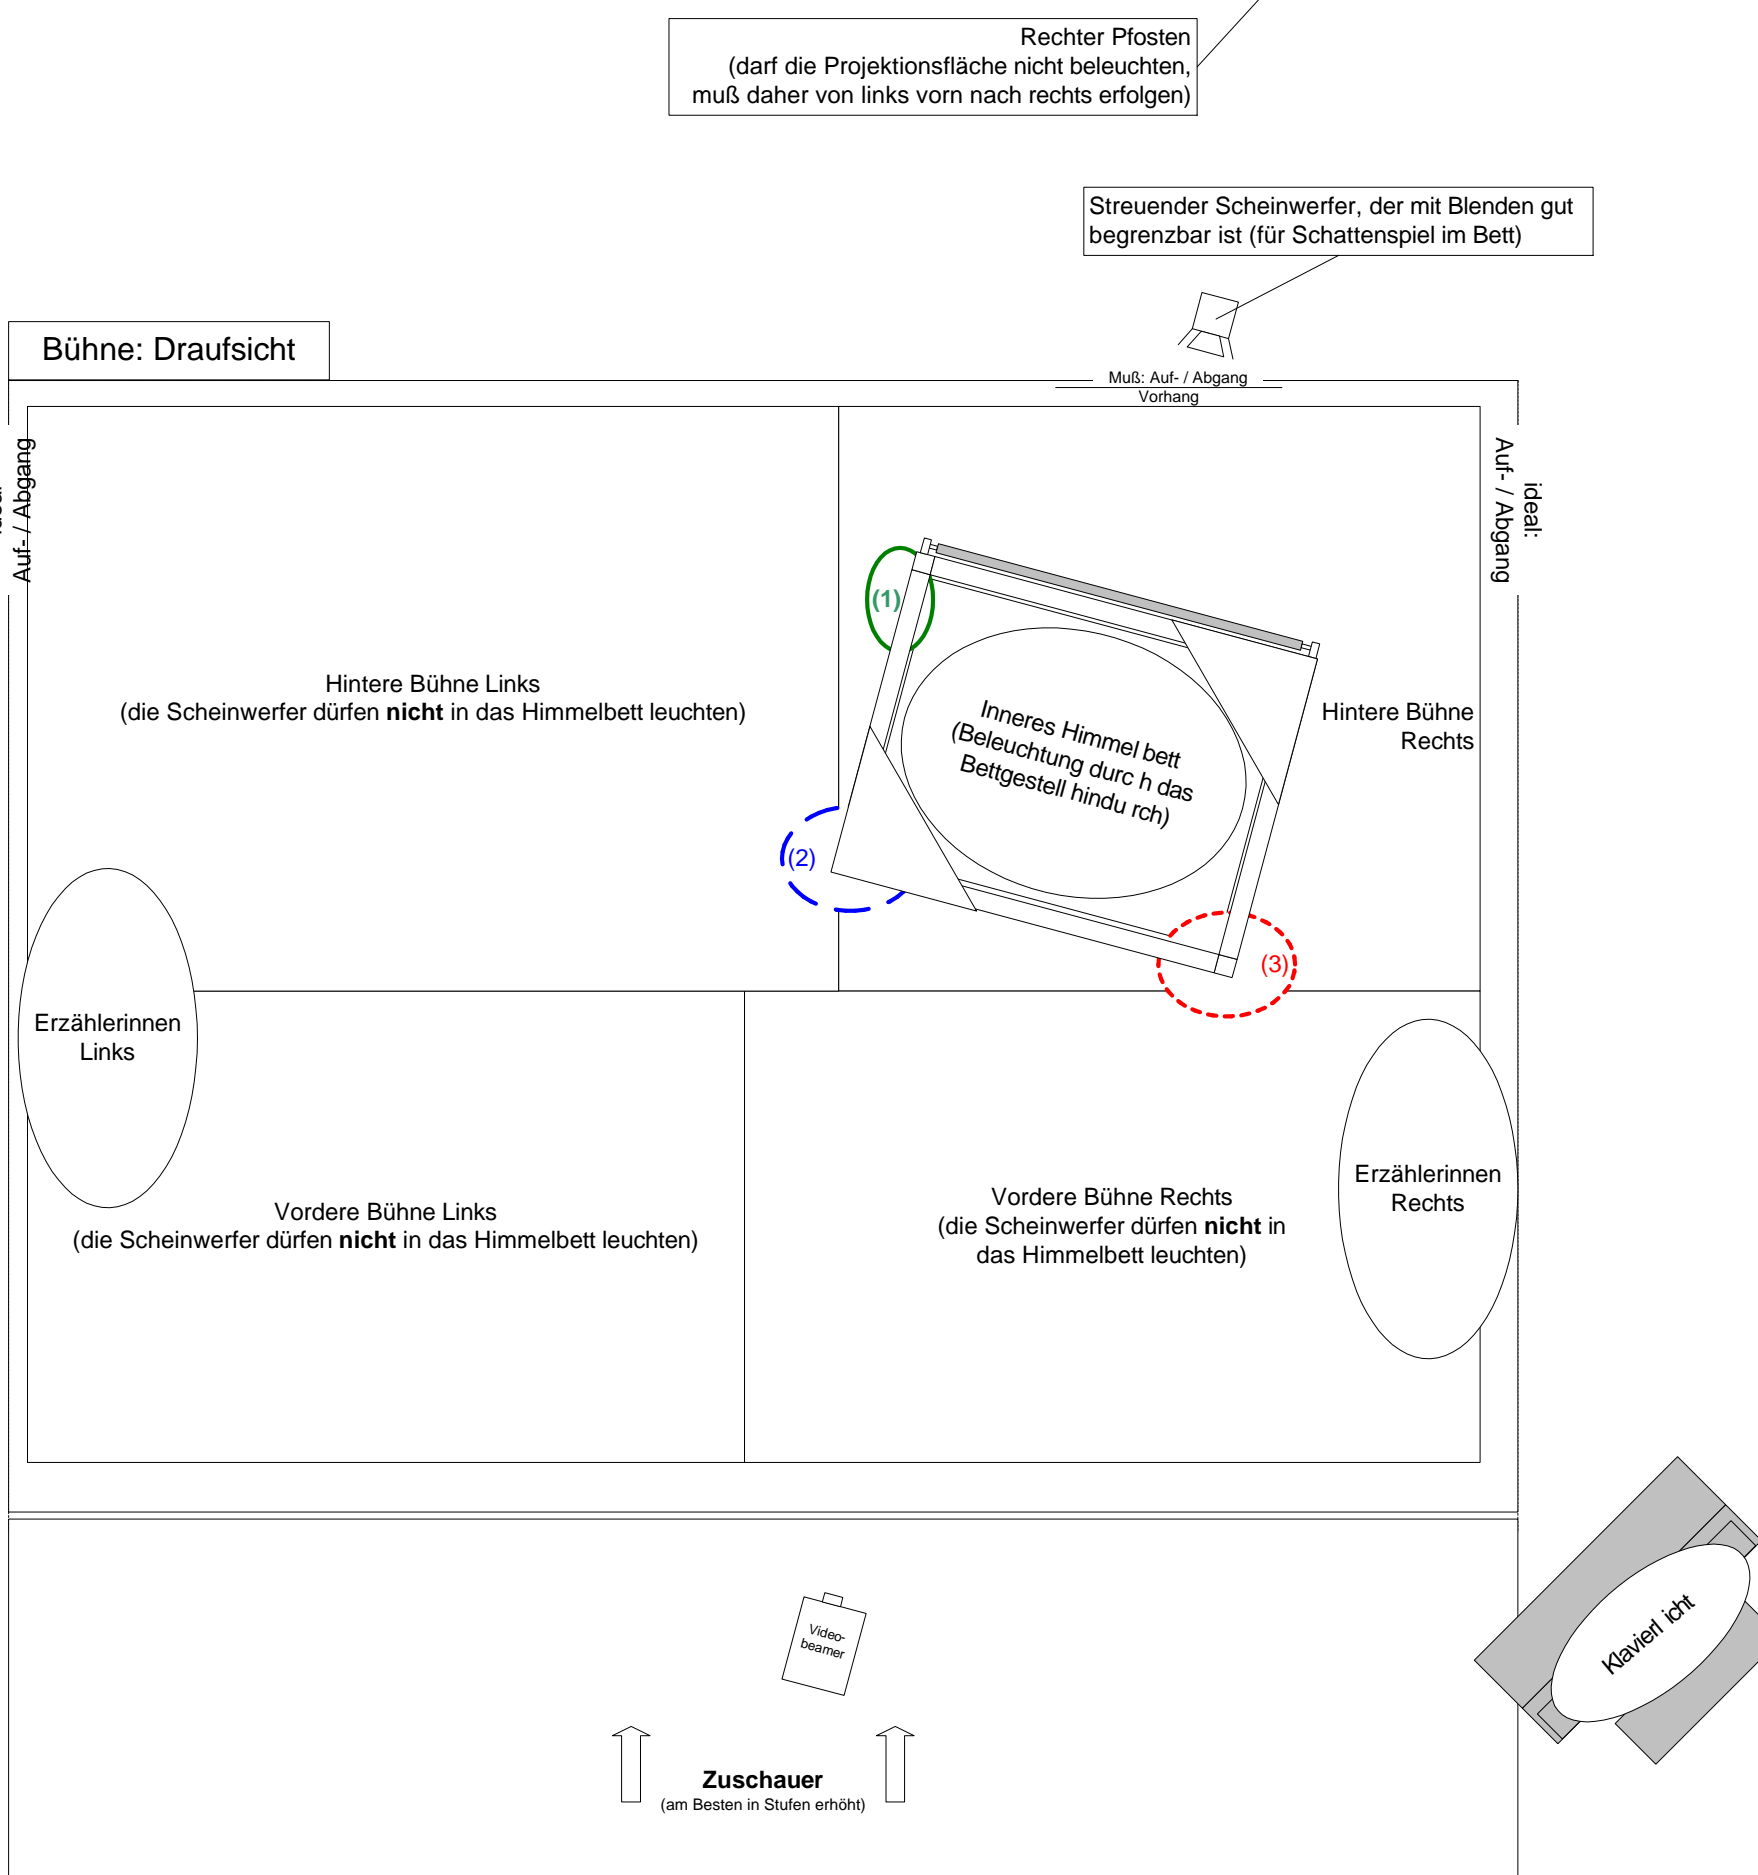 Rechter Pfosten
(darf die Projektionsfläche nicht beleuchten,
muß daher von links vorn nach rechts erfolgen)
Streuender Scheinwerfer, der mit Blenden gut
begrenzbar ist (für Schattenspiel im Bett)
Bühne: Draufsicht
Muß: Auf- / Abgang
Vorhang
Auf- / Abgang
ideal:
Auf- / Abgang
(1)
Hintere Bühne Links
(die Scheinwerfer dürfen nicht in das Himmelbett leuchten)
Inneres Himmel bett
(Beleuchtung durc h das
Bettgestell hindu rch)
Hintere Bühne
Rechts
(2)
(3)
Erzählerinnen
Links
Erzählerinnen
Rechts
Vordere Bühne Links
(die Scheinwerfer dürfen nicht in das Himmelbett leuchten)
Vordere Bühne Rechts
(die Scheinwerfer dürfen nicht in
das Himmelbett leuchten)
Video-
beamer
Klavierl icht
Zuschauer
(am Besten in Stufen erhöht)